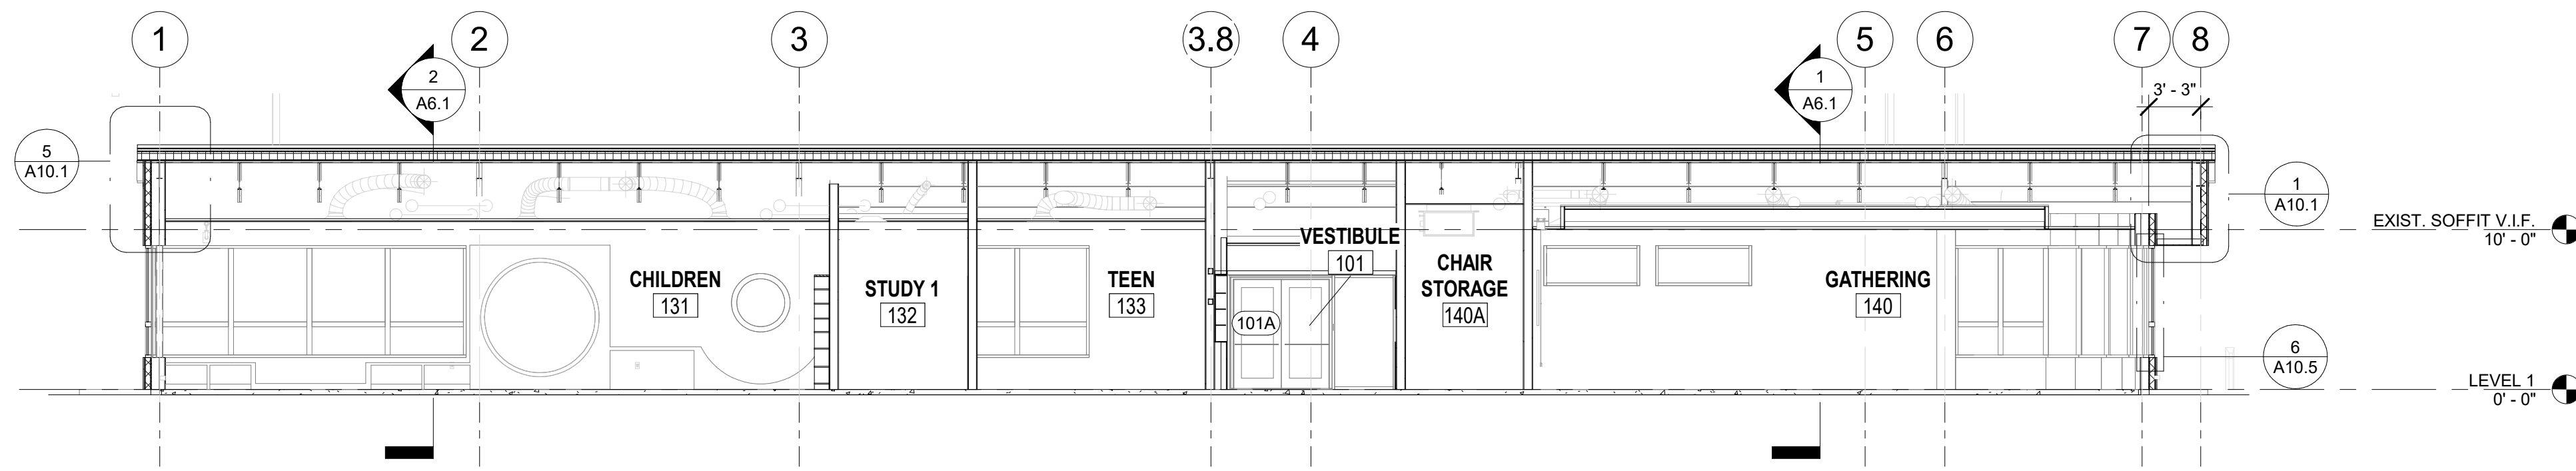 1
2
3
3.8
4
5
6
7
8
2
A6.1
1
A6.1
3' - 3"
5
A10.1
1
A10.1
EXIST. SOFFIT V.I.F.
10' - 0"
VESTIBULE
101
CHILDREN
131
STUDY 1
132
TEEN
133
CHAIR
STORAGE
140A
GATHERING
140
101A
6
A10.5
LEVEL 1
0' - 0"